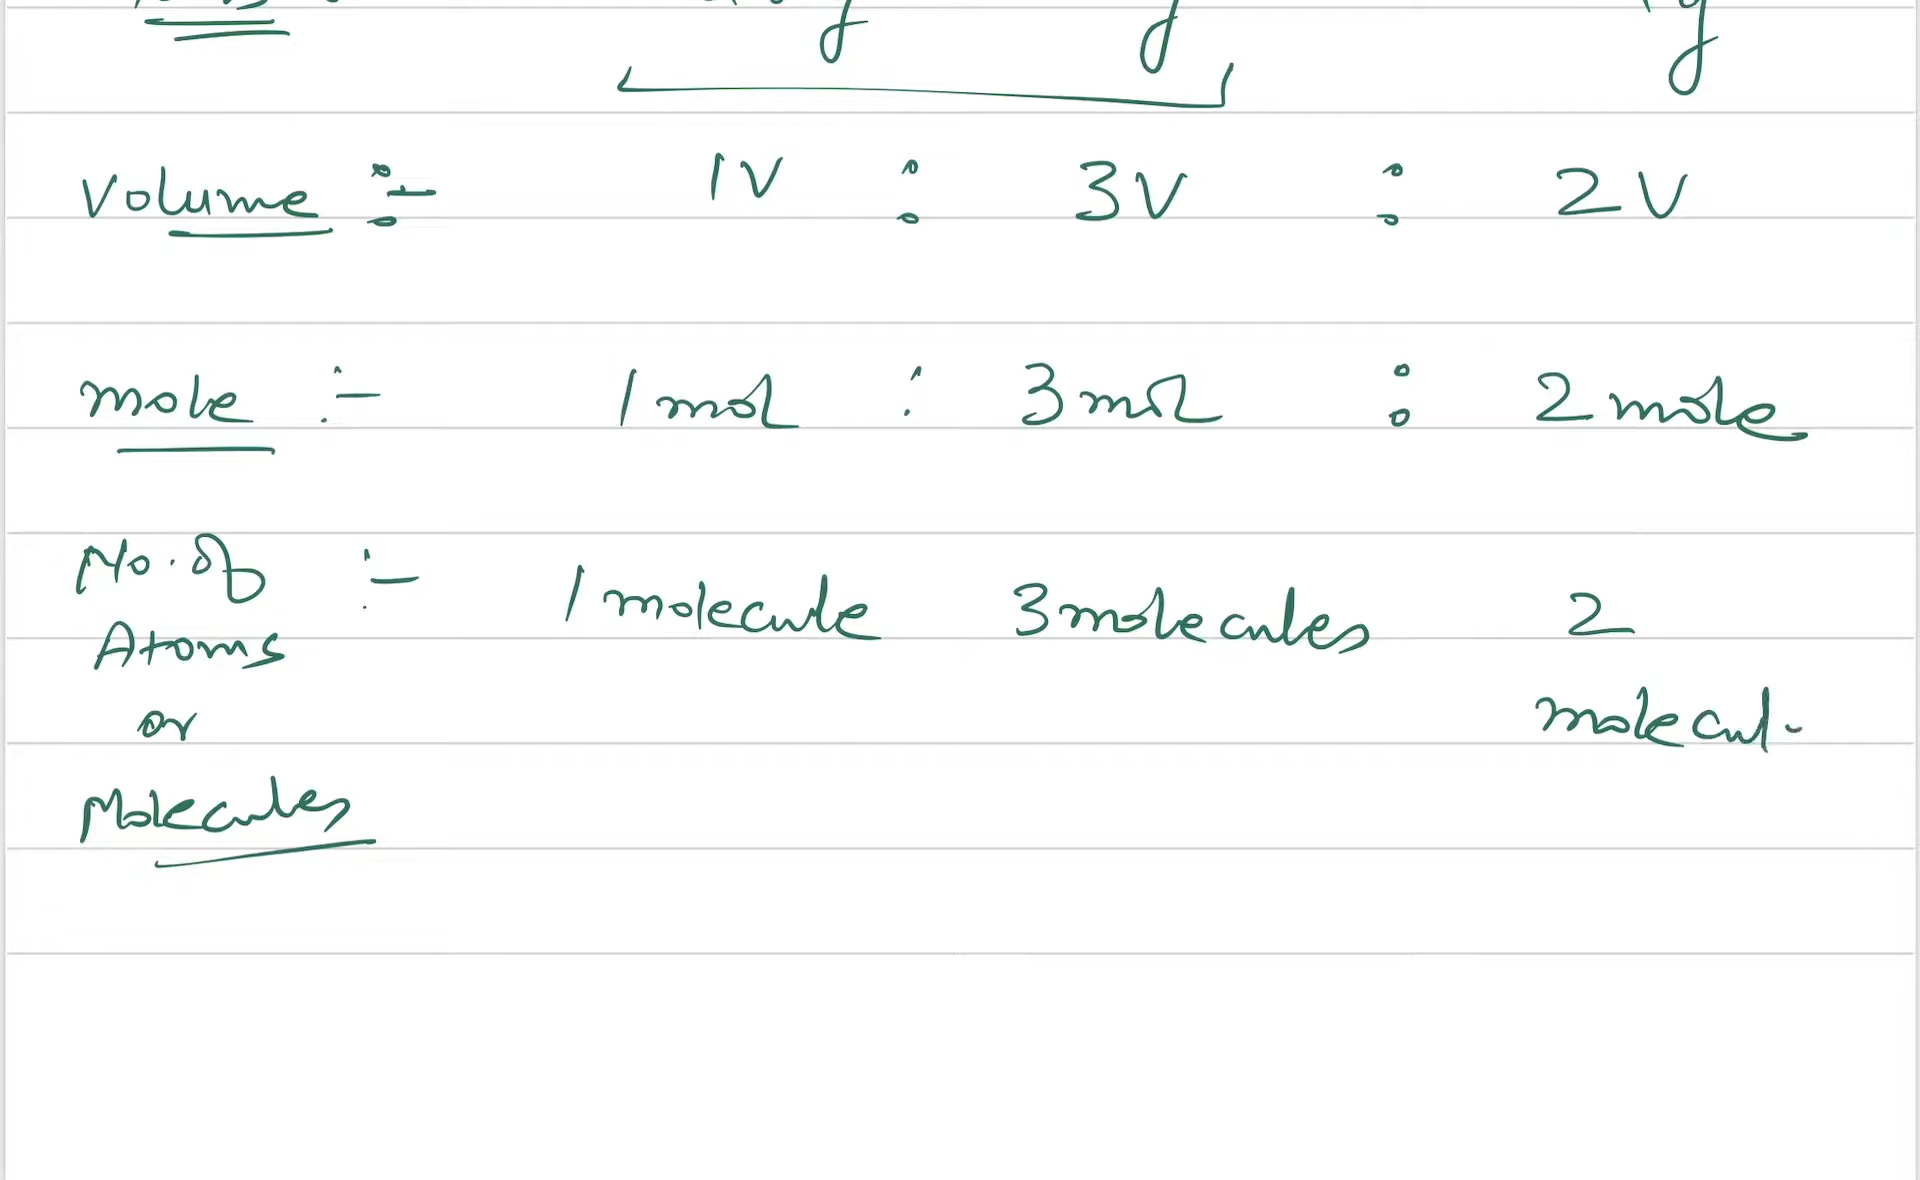 Volume :- 1V : 3V : 2V
mole :- 1 mol : 3 mol : 2 mole
No. of :- 1 molecule 3 molecules 2
Atoms
or molecul.
Molecules